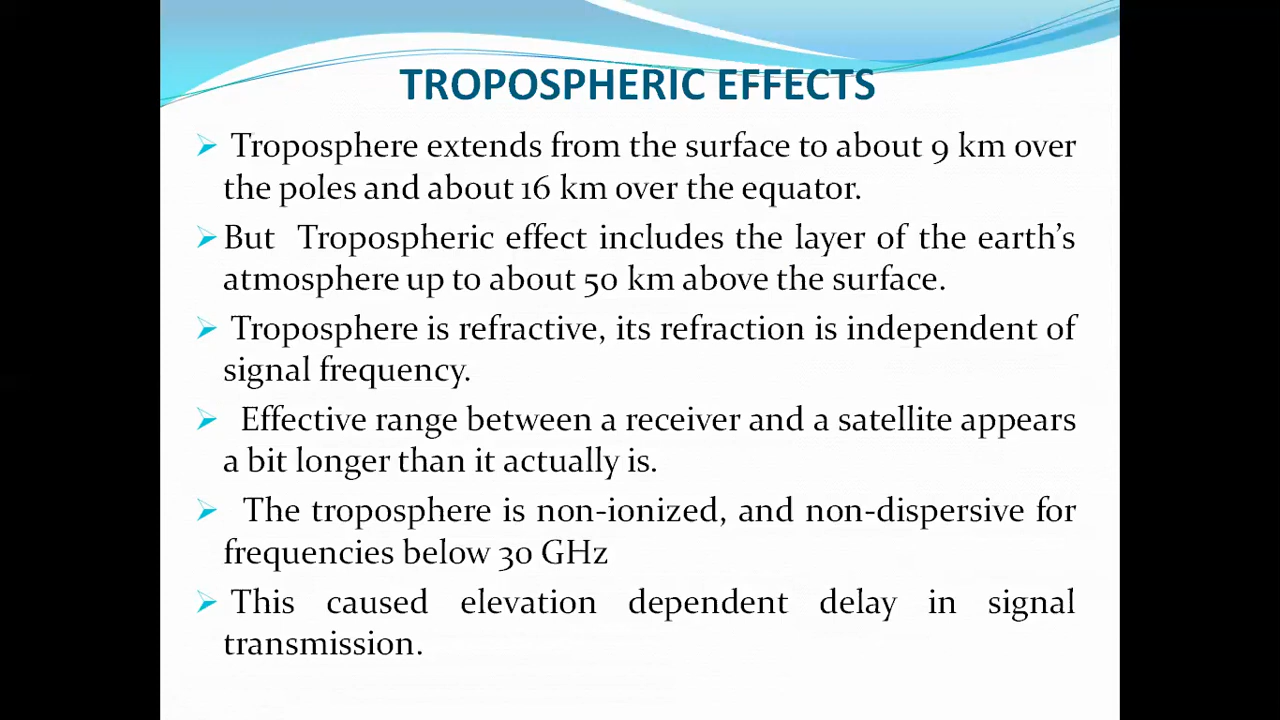 TROPOSPHERIC EFFECTS
Troposphere extends from the surface to about 9 km over
the poles and about 16 km over the equator.
But Tropospheric effect includes the layer of the earth's
atmosphere up to about 50 km above the surface.
Troposphere is refractive, its refraction is independent of
signal frequency.
Effective range between a receiver and a satellite appears
a bit longer than it actually is.
The troposphere is non-ionized, and non-dispersive for
frequencies below 30 GHz
This caused elevation dependent delay in signal
transmission.